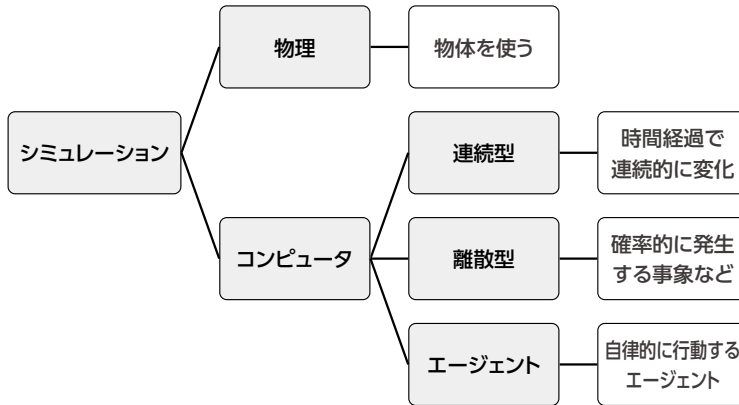 物理
物体を使う
シミュレーション
連続型
時間経過で
連続的に変化
コンピュータ
離散型
確率的に発生
する事象など
エージェント
自律的に行動する
エージェント